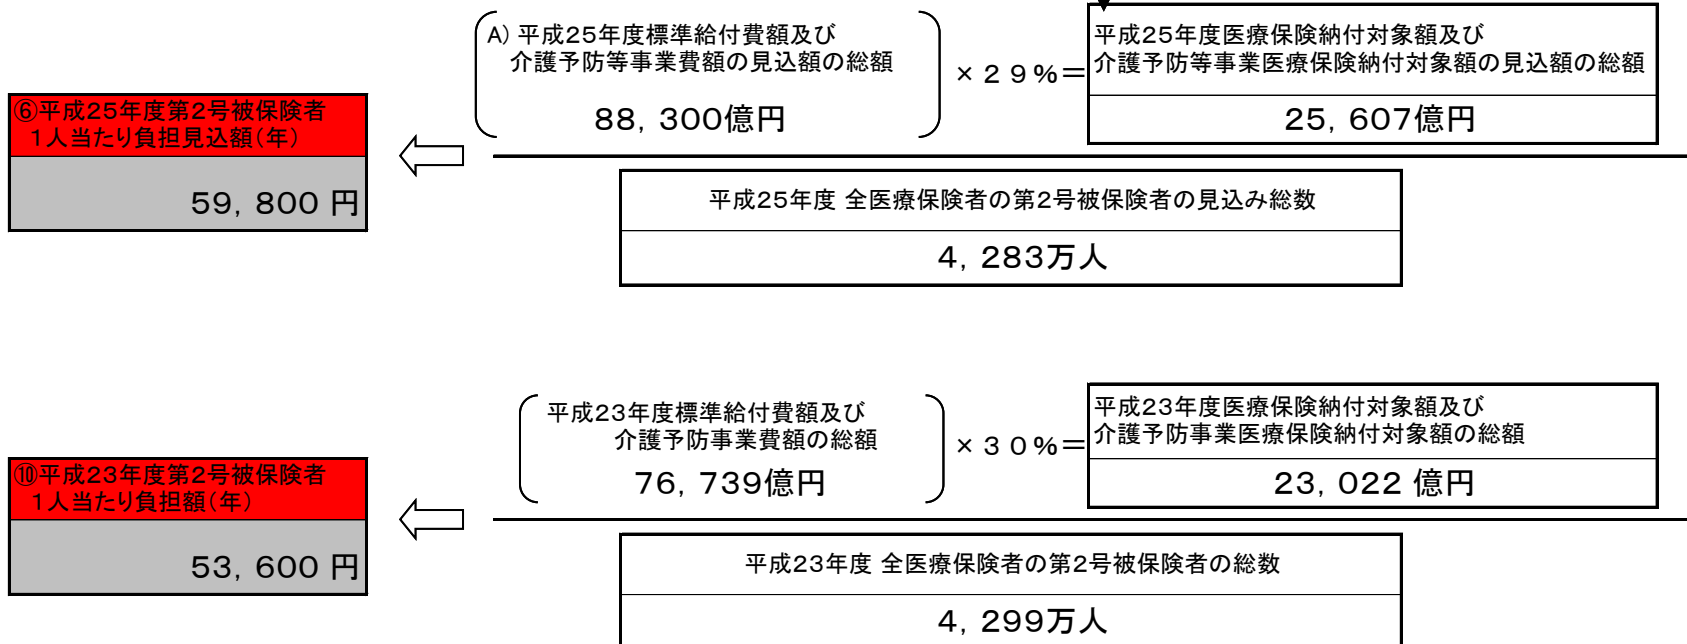 A) 平成25年度標準給付費額及び
介護予防等事業費額の見込額の総額
88, 300億円
×29%=
平成25年度医療保険納付対象額及び
介護予防等事業医療保険納付対象額の見込額の総額
25, 607億円
⑥平成25年度第2号被保険者
1人当たり負担見込額(年)
59, 800 円
平成25年度 全医療保険者の第2号被保険者の見込み総数
4, 283万人
平成23年度標準給付費額及び
介護予防事業費額の総額
76, 739億円
×30%=
平成23年度医療保険納付対象額及び
介護予防事業医療保険納付対象額の総額
23, 022 億円
⑩平成23年度第2号被保険者
1人当たり負担額(年)
53, 600 円
平成23年度 全医療保険者の第2号被保険者の総数
4, 299万人